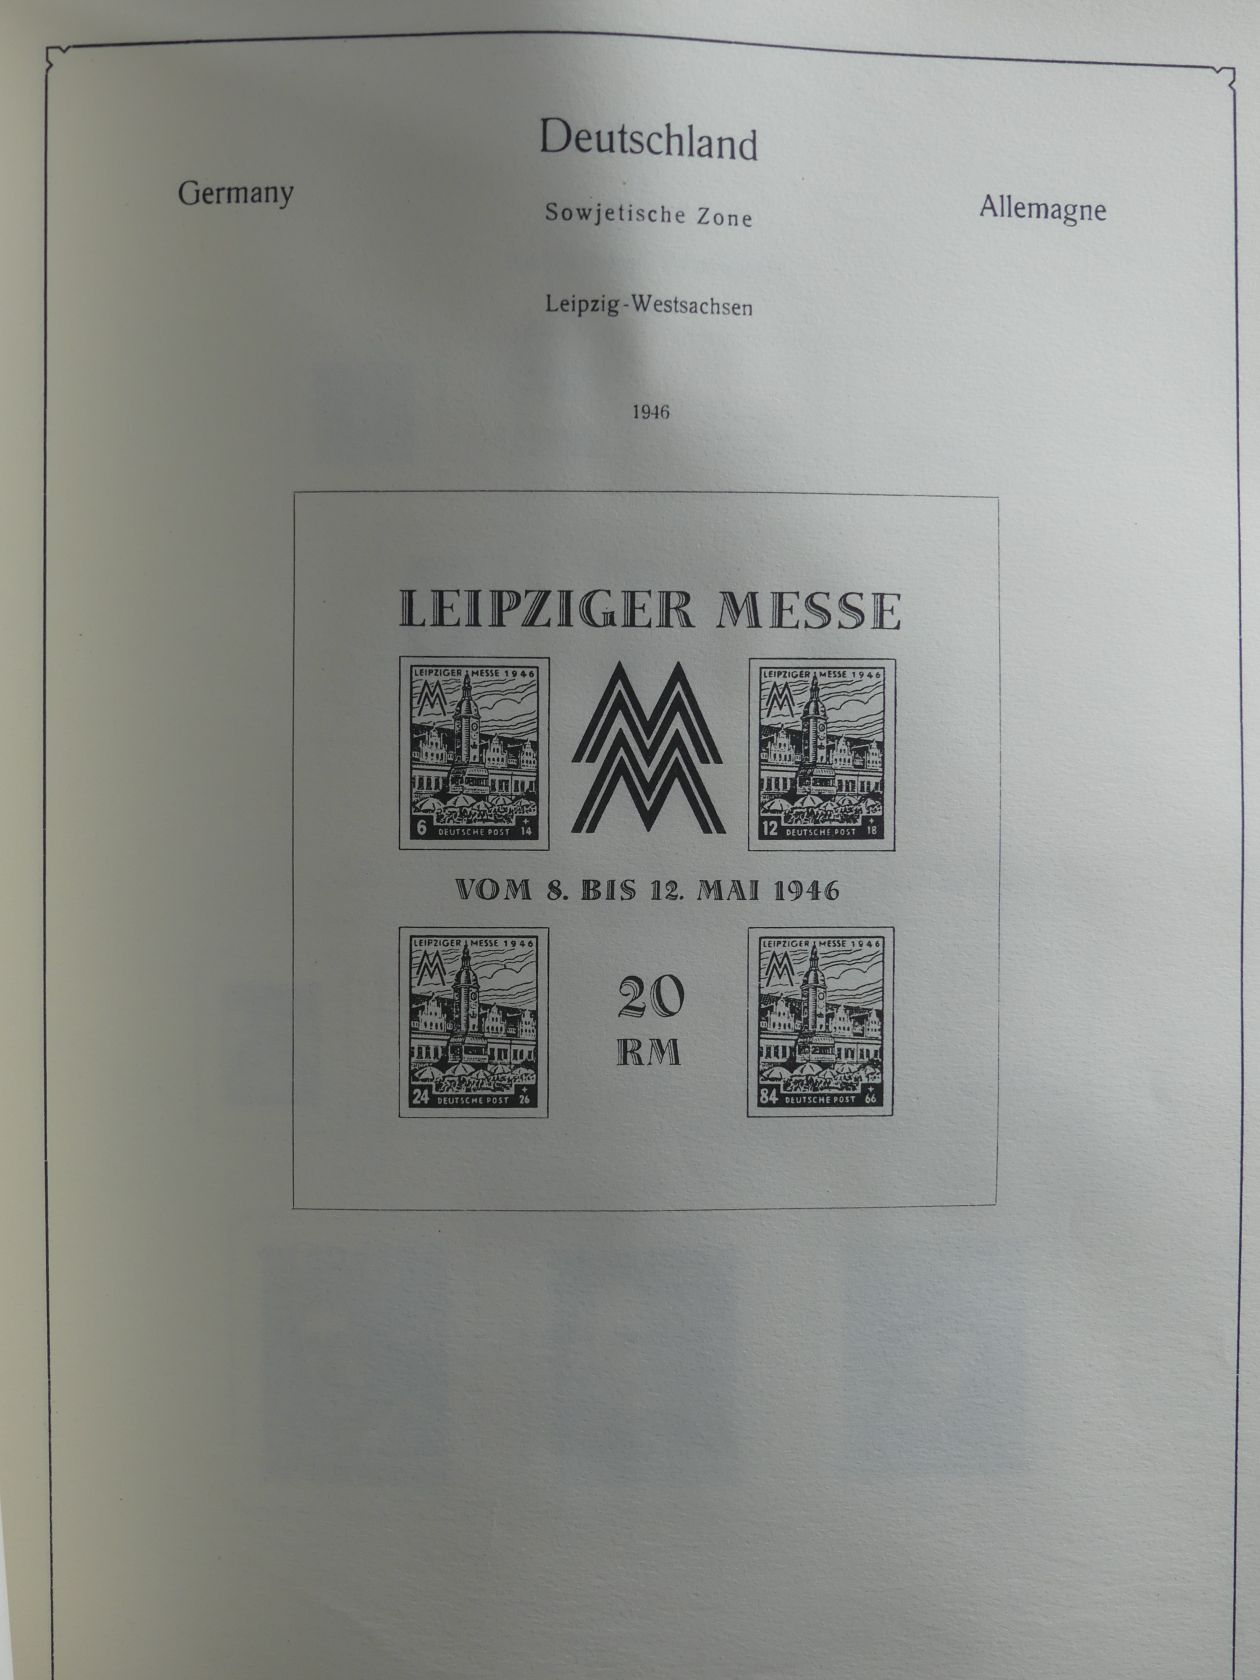 Deutschland
Germany
Sowjetische Zone
Allemagne
Leipzig-Westsachsen
1946
LEIPZIGER MESSE
LEIPZIGER MESSE 1946
6 DEUTSCHE POST + 14
MM
LEIPZIGER MESSE 1946
12 DEUTSCHE POST + 18
VOM 8. BIS 12. MAI 1946
LEIPZIGER MESSE 1946
24 DEUTSCHE POST + 26
20
RM
LEIPZIGER MESSE 1946
84 DEUTSCHE POST + 66